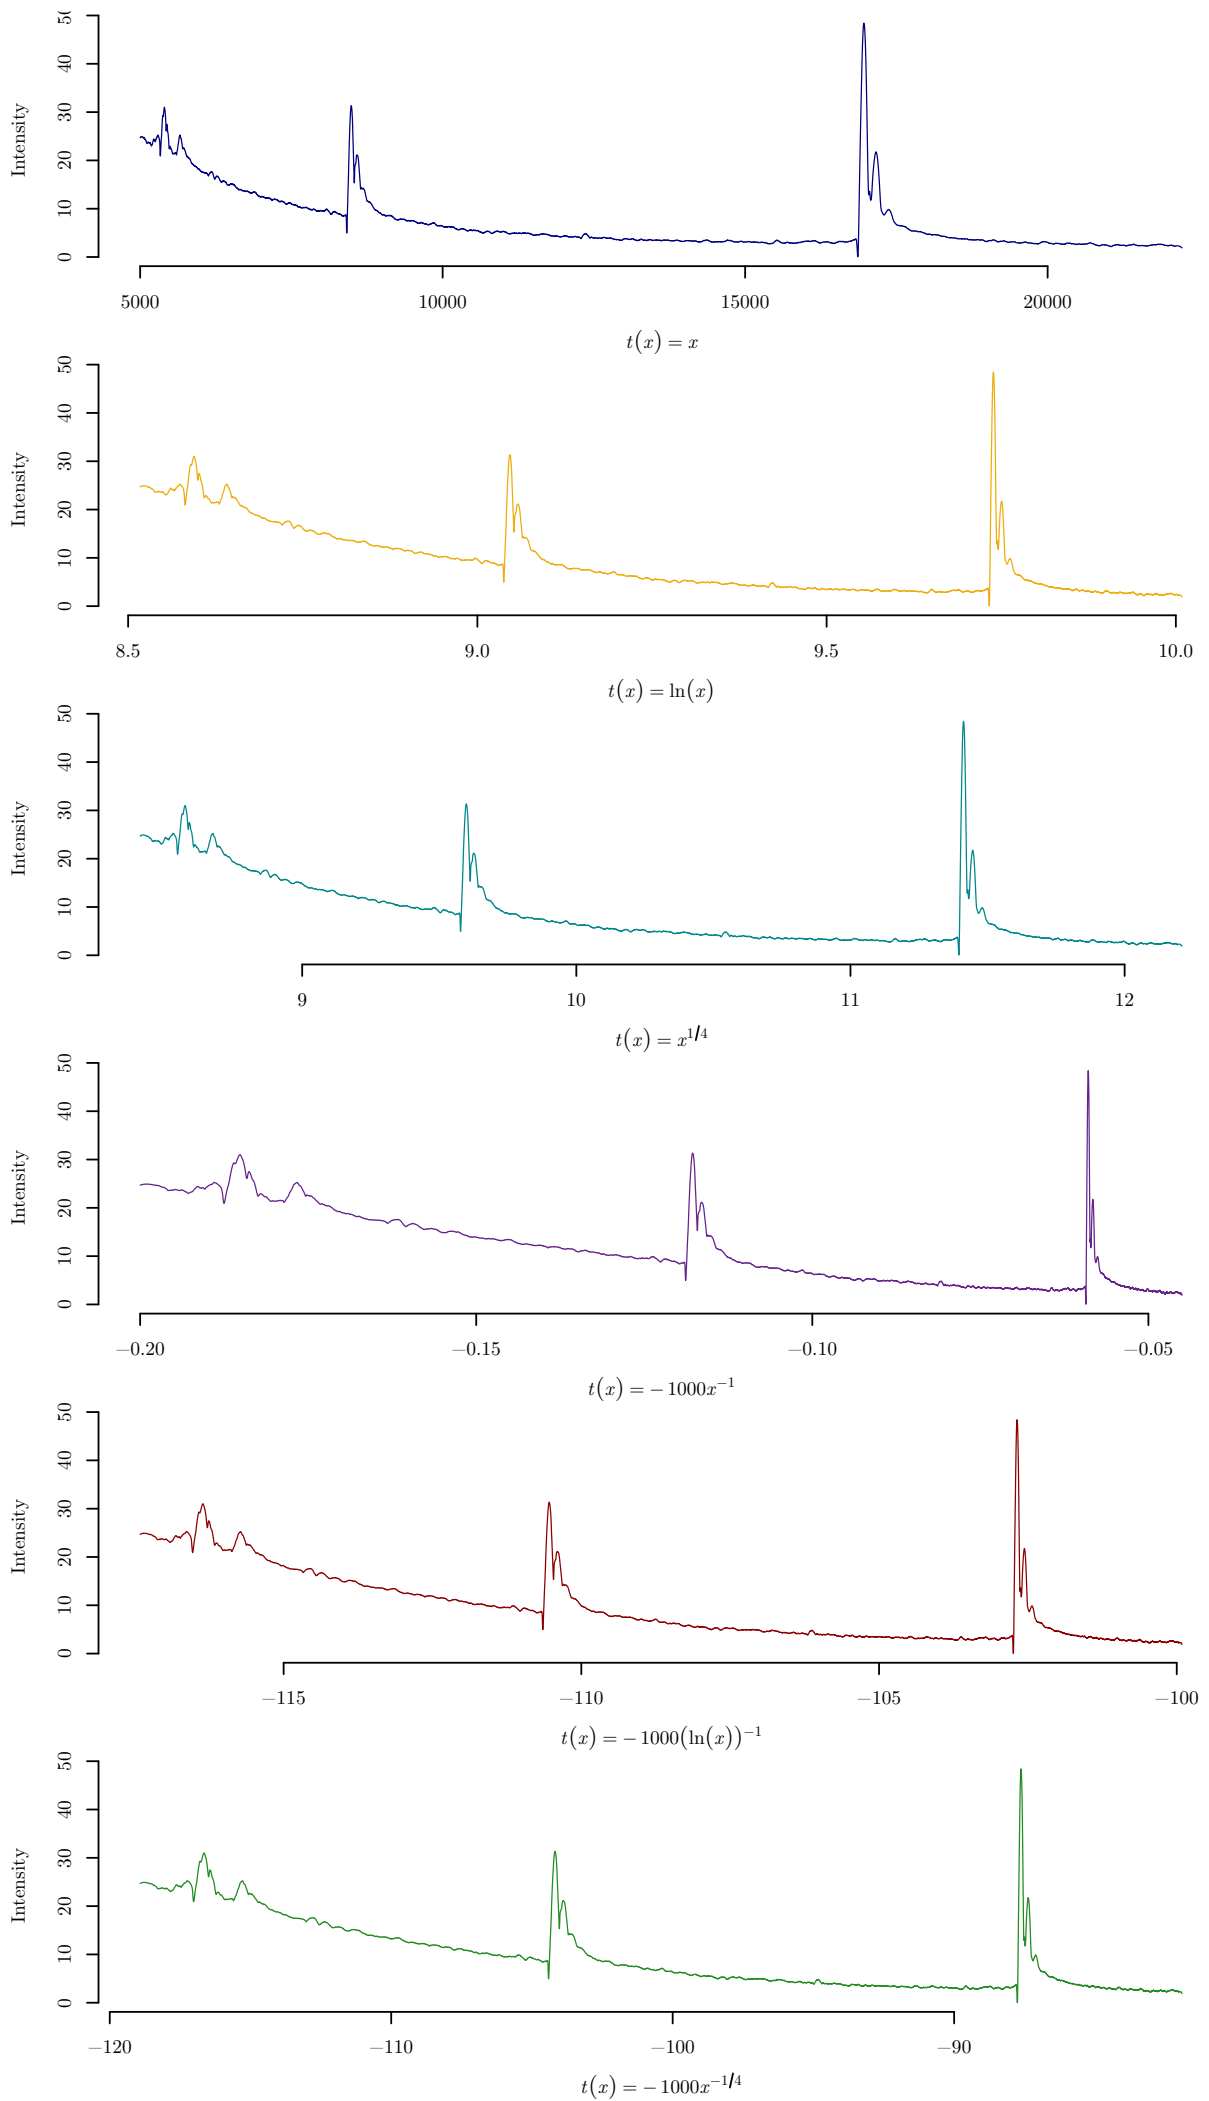 Intensity
0 10 20 30 40 50
5000 10000 15000 20000
t(x) = x
Intensity
0 10 20 30 40 50
8.5 9.0 9.5 10.0
t(x) = ln(x)
Intensity
0 10 20 30 40 50
9 10 11 12
t(x) = x^1/4
Intensity
0 10 20 30 40 50
−0.20 −0.15 −0.10 −0.05
t(x) = − 1000x^−1
Intensity
0 10 20 30 40 50
−115 −110 −105 −100
t(x) = − 1000(ln(x))^−1
Intensity
0 10 20 30 40 50
−120 −110 −100 −90
t(x) = − 1000x^−1/4